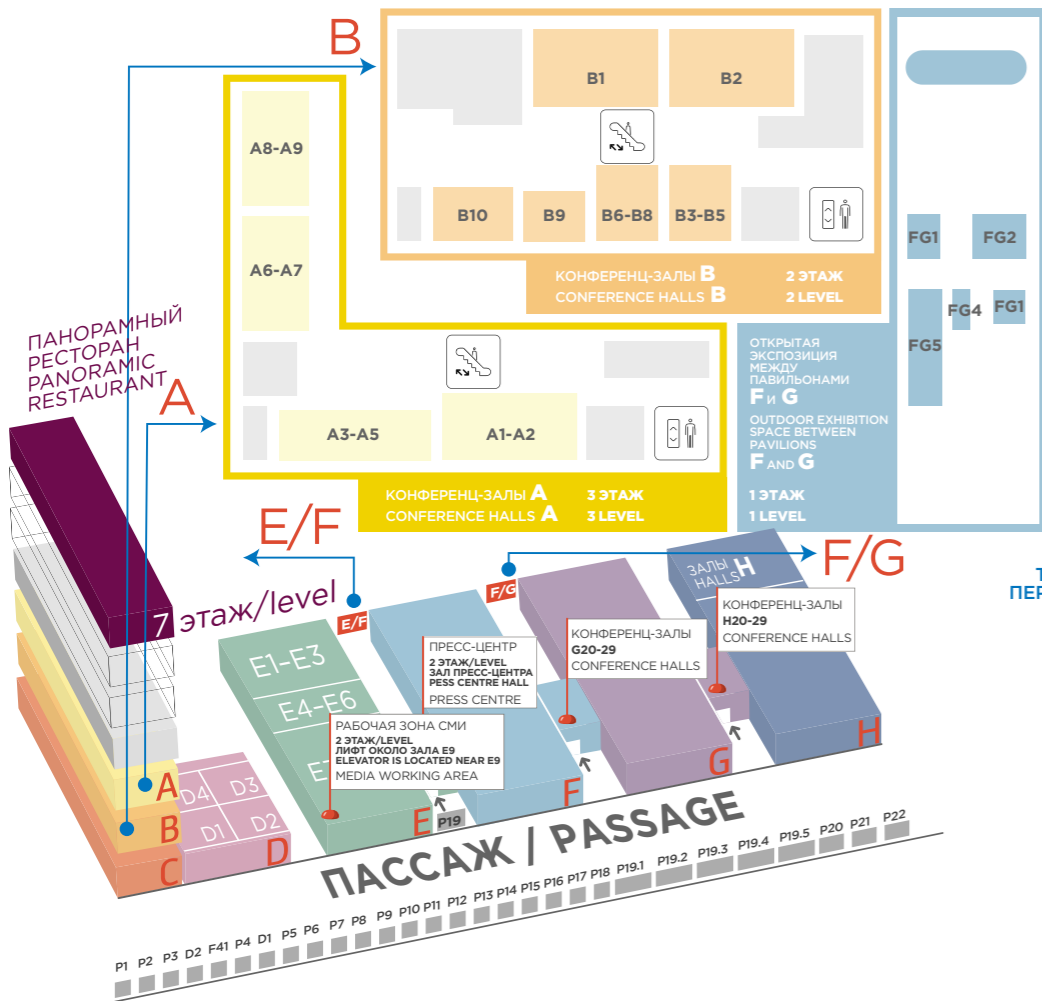 B
B1
B2
A8-A9
B10
B9
B6-B8
B3-B5
FG1
FG2
A6-A7
КОНФЕРЕНЦ-ЗАЛЫ B 2 ЭТАЖ
CONFERENCE HALLS B 2 LEVEL
FG4
FG1
FG5
ПАНОРАМНЫЙ
РЕСТОРАН
PANORAMIC
RESTAURANT
A
A3-A5
A1-A2
ОТКРЫТАЯ
ЭКСПОЗИЦИЯ
МЕЖДУ
ПАВИЛЬОНАМИ
F И G
OUTDOOR EXHIBITION
SPACE BETWEEN
PAVILIONS
F AND G
1 ЭТАЖ
1 LEVEL
КОНФЕРЕНЦ-ЗАЛЫ A 3 ЭТАЖ
CONFERENCE HALLS A 3 LEVEL
E/F
F/G
7 этаж/level
E/F
F/G
ЗАЛЫ
HALLS H
КОНФЕРЕНЦ-ЗАЛЫ
H20-29
CONFERENCE HALLS
КОНФЕРЕНЦ-ЗАЛЫ
G20-29
CONFERENCE HALLS
ПРЕСС-ЦЕНТР
2 ЭТАЖ/LEVEL
ЗАЛ ПРЕСС-ЦЕНТРА
PESS CENTRE HALL
PRESS CENTRE
E1-E3
E4-E6
РАБОЧАЯ ЗОНА СМИ
2 ЭТАЖ/LEVEL
ЛИФТ ОКОЛО ЗАЛА E9
ELEVATOR IS LOCATED NEAR E9
MEDIA WORKING AREA
A
B
C
D4
D3
D1
D2
D
E
P19
F
G
H
ПАССАЖ / PASSAGE
P1 P2 P3 D2 F41 P4 D1 P5 P6 P7 P8 P9 P10 P11 P12 P13 P14 P15 P16 P17 P18 P19.1 P19.2 P19.3 P19.4 P19.5 P20 P21 P22